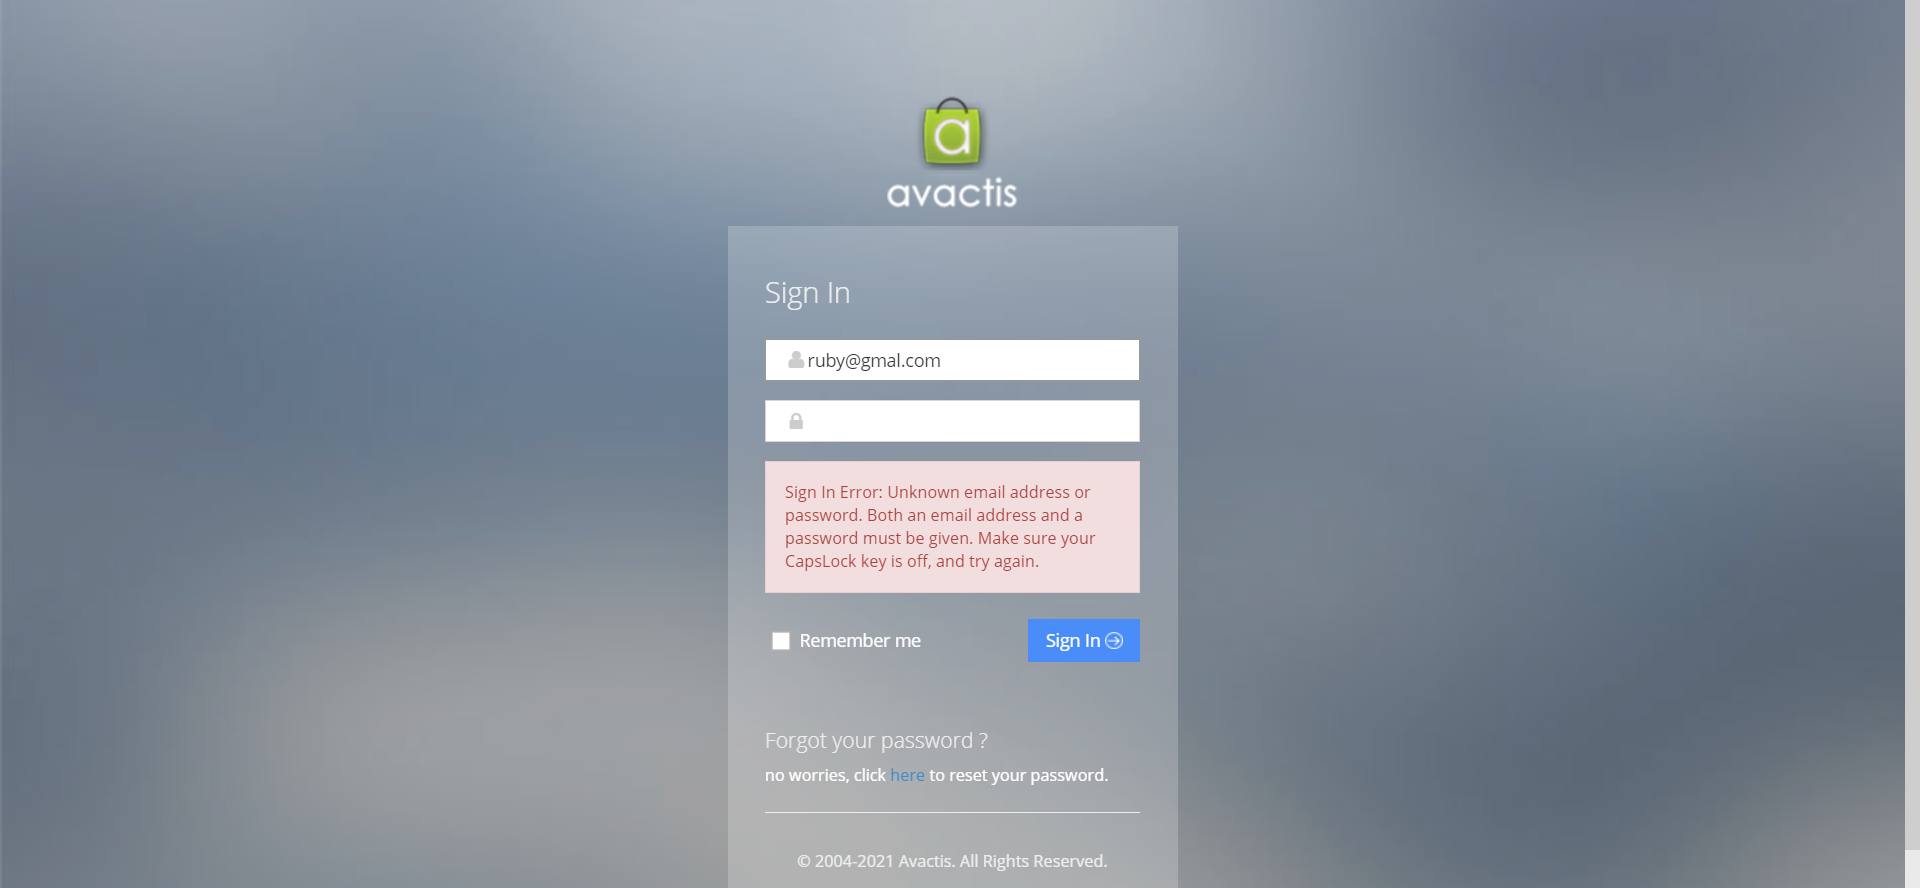 a
avactis
Sign In
ruby@gmal.com
Sign In Error: Unknown email address or
password. Both an email address and a
password must be given. Make sure your
CapsLock key is off, and try again.
Remember me
Sign In
Forgot your password ?
no worries, click here to reset your password.
© 2004-2021 Avactis. All Rights Reserved.